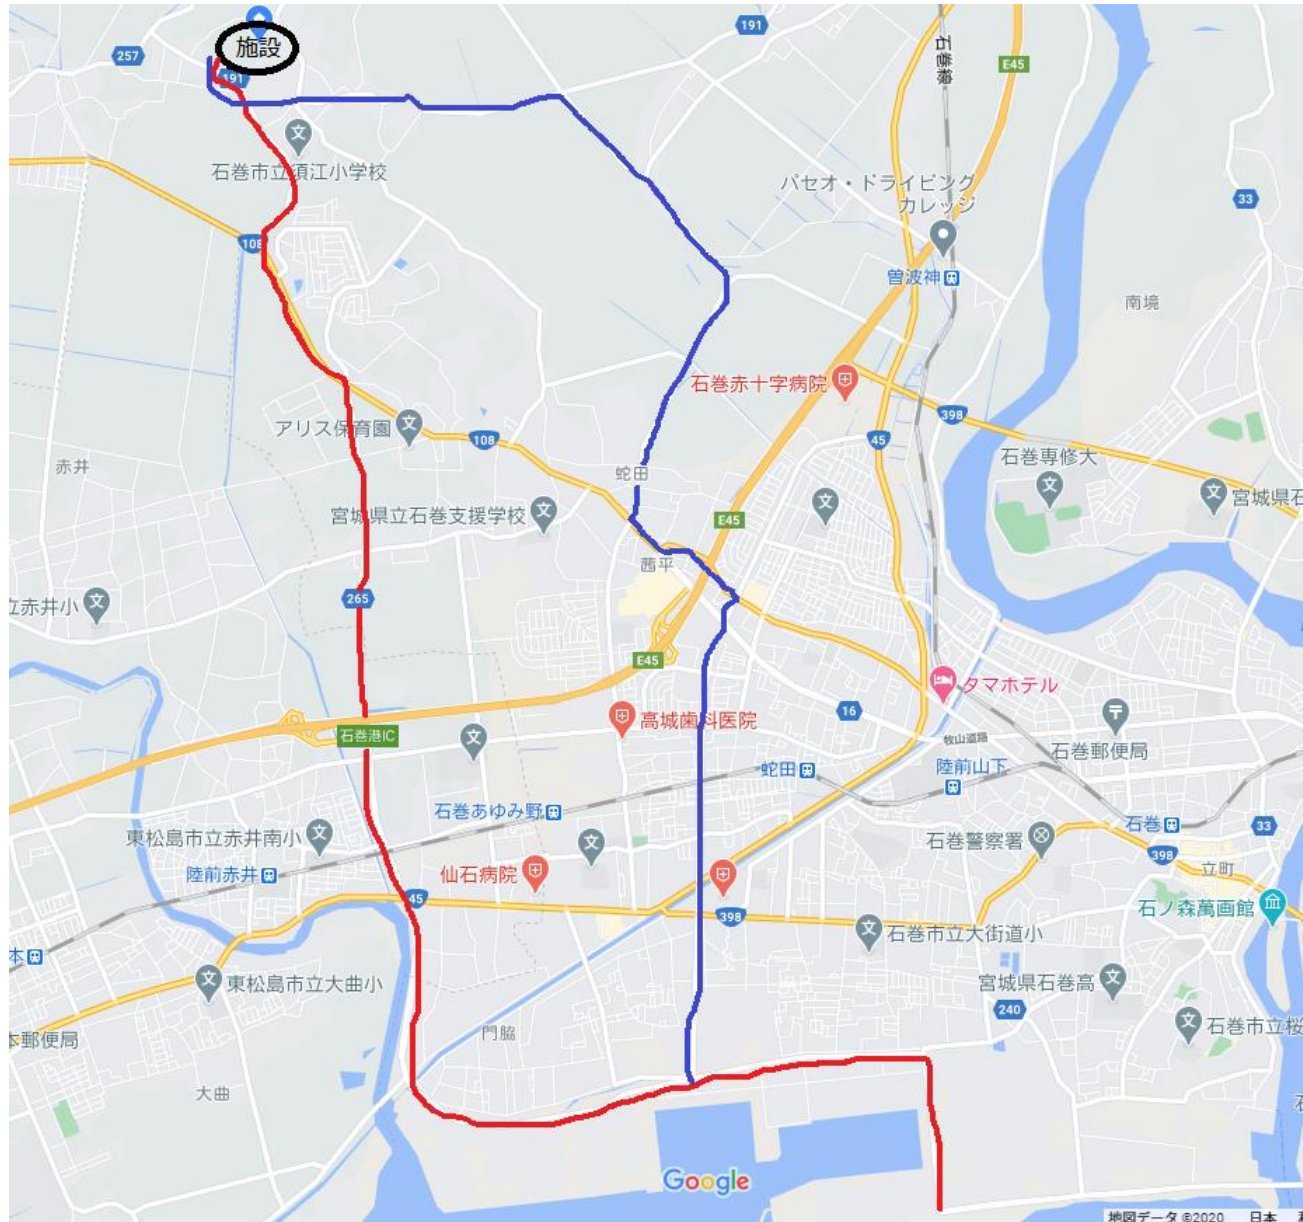 施設
257
191
191
石巻線
E45
石巻市立須江小学校
パセオ・ドライビング
カレッジ
33
108
曽波神
南境
石巻赤十字病院
398
アリス保育園
108
45
赤井
蛇田
石巻専修大
宮城県石
宮城県立石巻支援学校
E45
茜平
立赤井小
265
E45
タマホテル
高城歯科医院
16
石巻港IC
牧山道路
石巻郵便局
蛇田
陸前山下
石巻あゆみ野
東松島市立赤井南小
石巻警察署
石巻
33
398
立町
陸前赤井
仙石病院
45
398
石ノ森萬画館
石巻市立大街道小
本
東松島市立大曲小
宮城県石巻高
240
石巻市立桜
本郵便局
門脇
大曲
Google
地図データ ©2020 日本